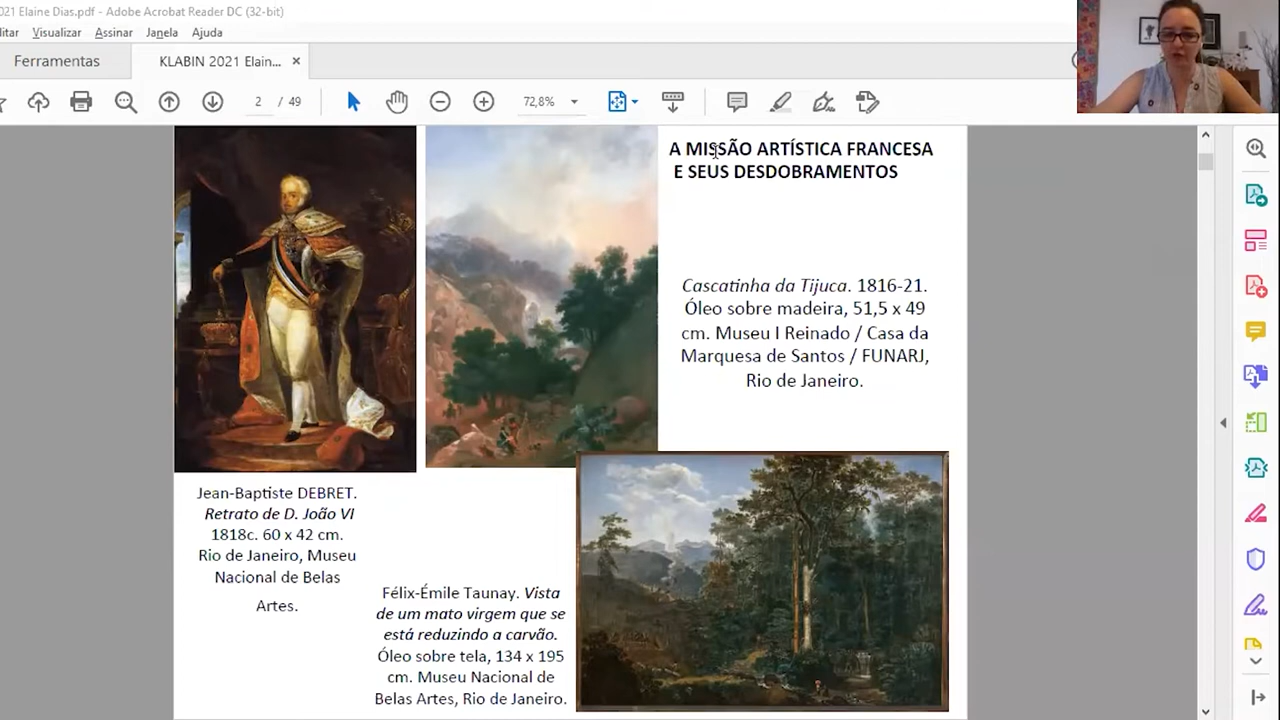 021 Elaine Dias.pdf - Adobe Acrobat Reader DC (32-bit)
itar Visualizar Assinar Janela Ajuda
Ferramentas KLABIN 2021 Elain... ×
2 / 49 72,8%
A MISSÃO ARTÍSTICA FRANCESA
E SEUS DESDOBRAMENTOS
Cascatinha da Tijuca. 1816-21.
Óleo sobre madeira, 51,5 x 49
cm. Museu I Reinado / Casa da
Marquesa de Santos / FUNARJ,
Rio de Janeiro.
Jean-Baptiste DEBRET.
Retrato de D. João VI
1818c. 60 x 42 cm.
Rio de Janeiro, Museu
Nacional de Belas
Artes.
Félix-Émile Taunay. Vista
de um mato virgem que se
está reduzindo a carvão.
Óleo sobre tela, 134 x 195
cm. Museu Nacional de
Belas Artes, Rio de Janeiro.